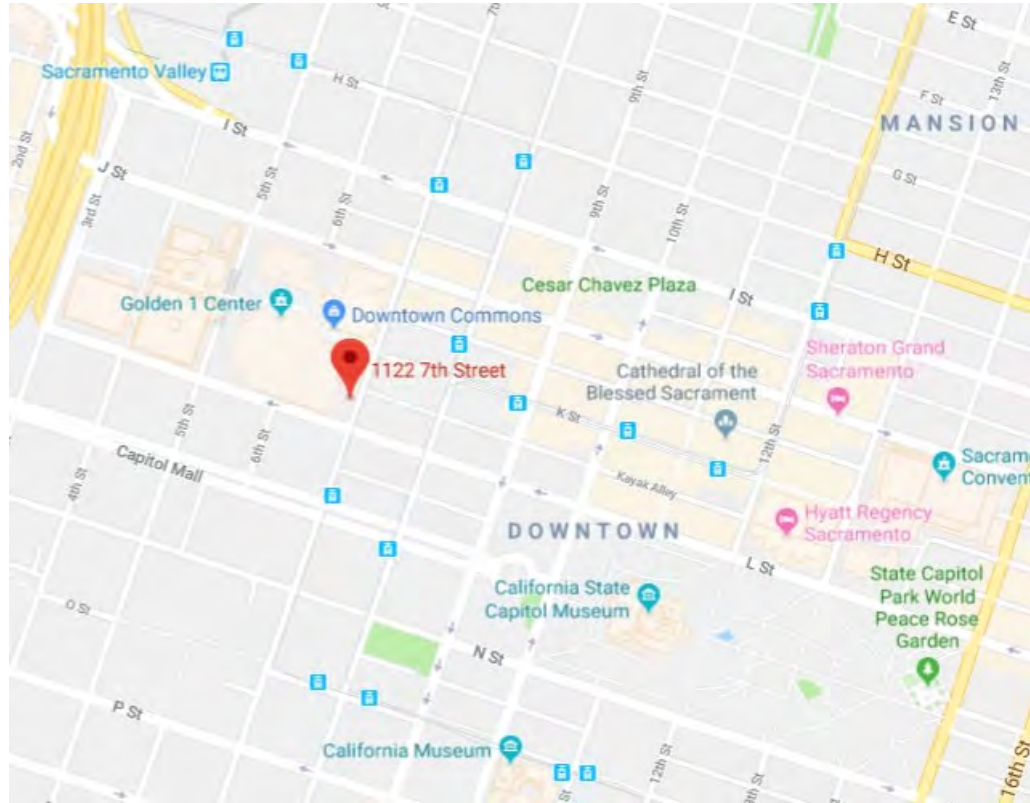 E St
7th
Sacramento Valley
H St
9th St
13th St
F St
2nd St
I St
MANSION
J St
G St
5th St
6th St
3rd St
9th St
10th St
H St
Cesar Chavez Plaza
I St
Golden 1 Center
Downtown Commons
Sheraton Grand
Sacramento
1122 7th Street
Cathedral of the
Blessed Sacrament
K St
12th St
5th St
6th St
Capitol Mall
Sacram
Convent
4th St
Kayak Alley
Hyatt Regency
Sacramento
DOWNTOWN
L St
State Capitol
Park World
Peace Rose
Garden
California State
Capitol Museum
O St
N St
P St
California Museum
12th St
16th St
St